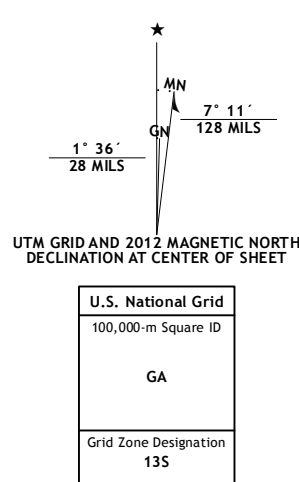 ★
MN
7° 11´
128 MILS
GN
1° 36´
28 MILS
UTM GRID AND 2012 MAGNETIC NORTH
DECLINATION AT CENTER OF SHEET
U.S. National Grid
100,000-m Square ID
GA
Grid Zone Designation
13S